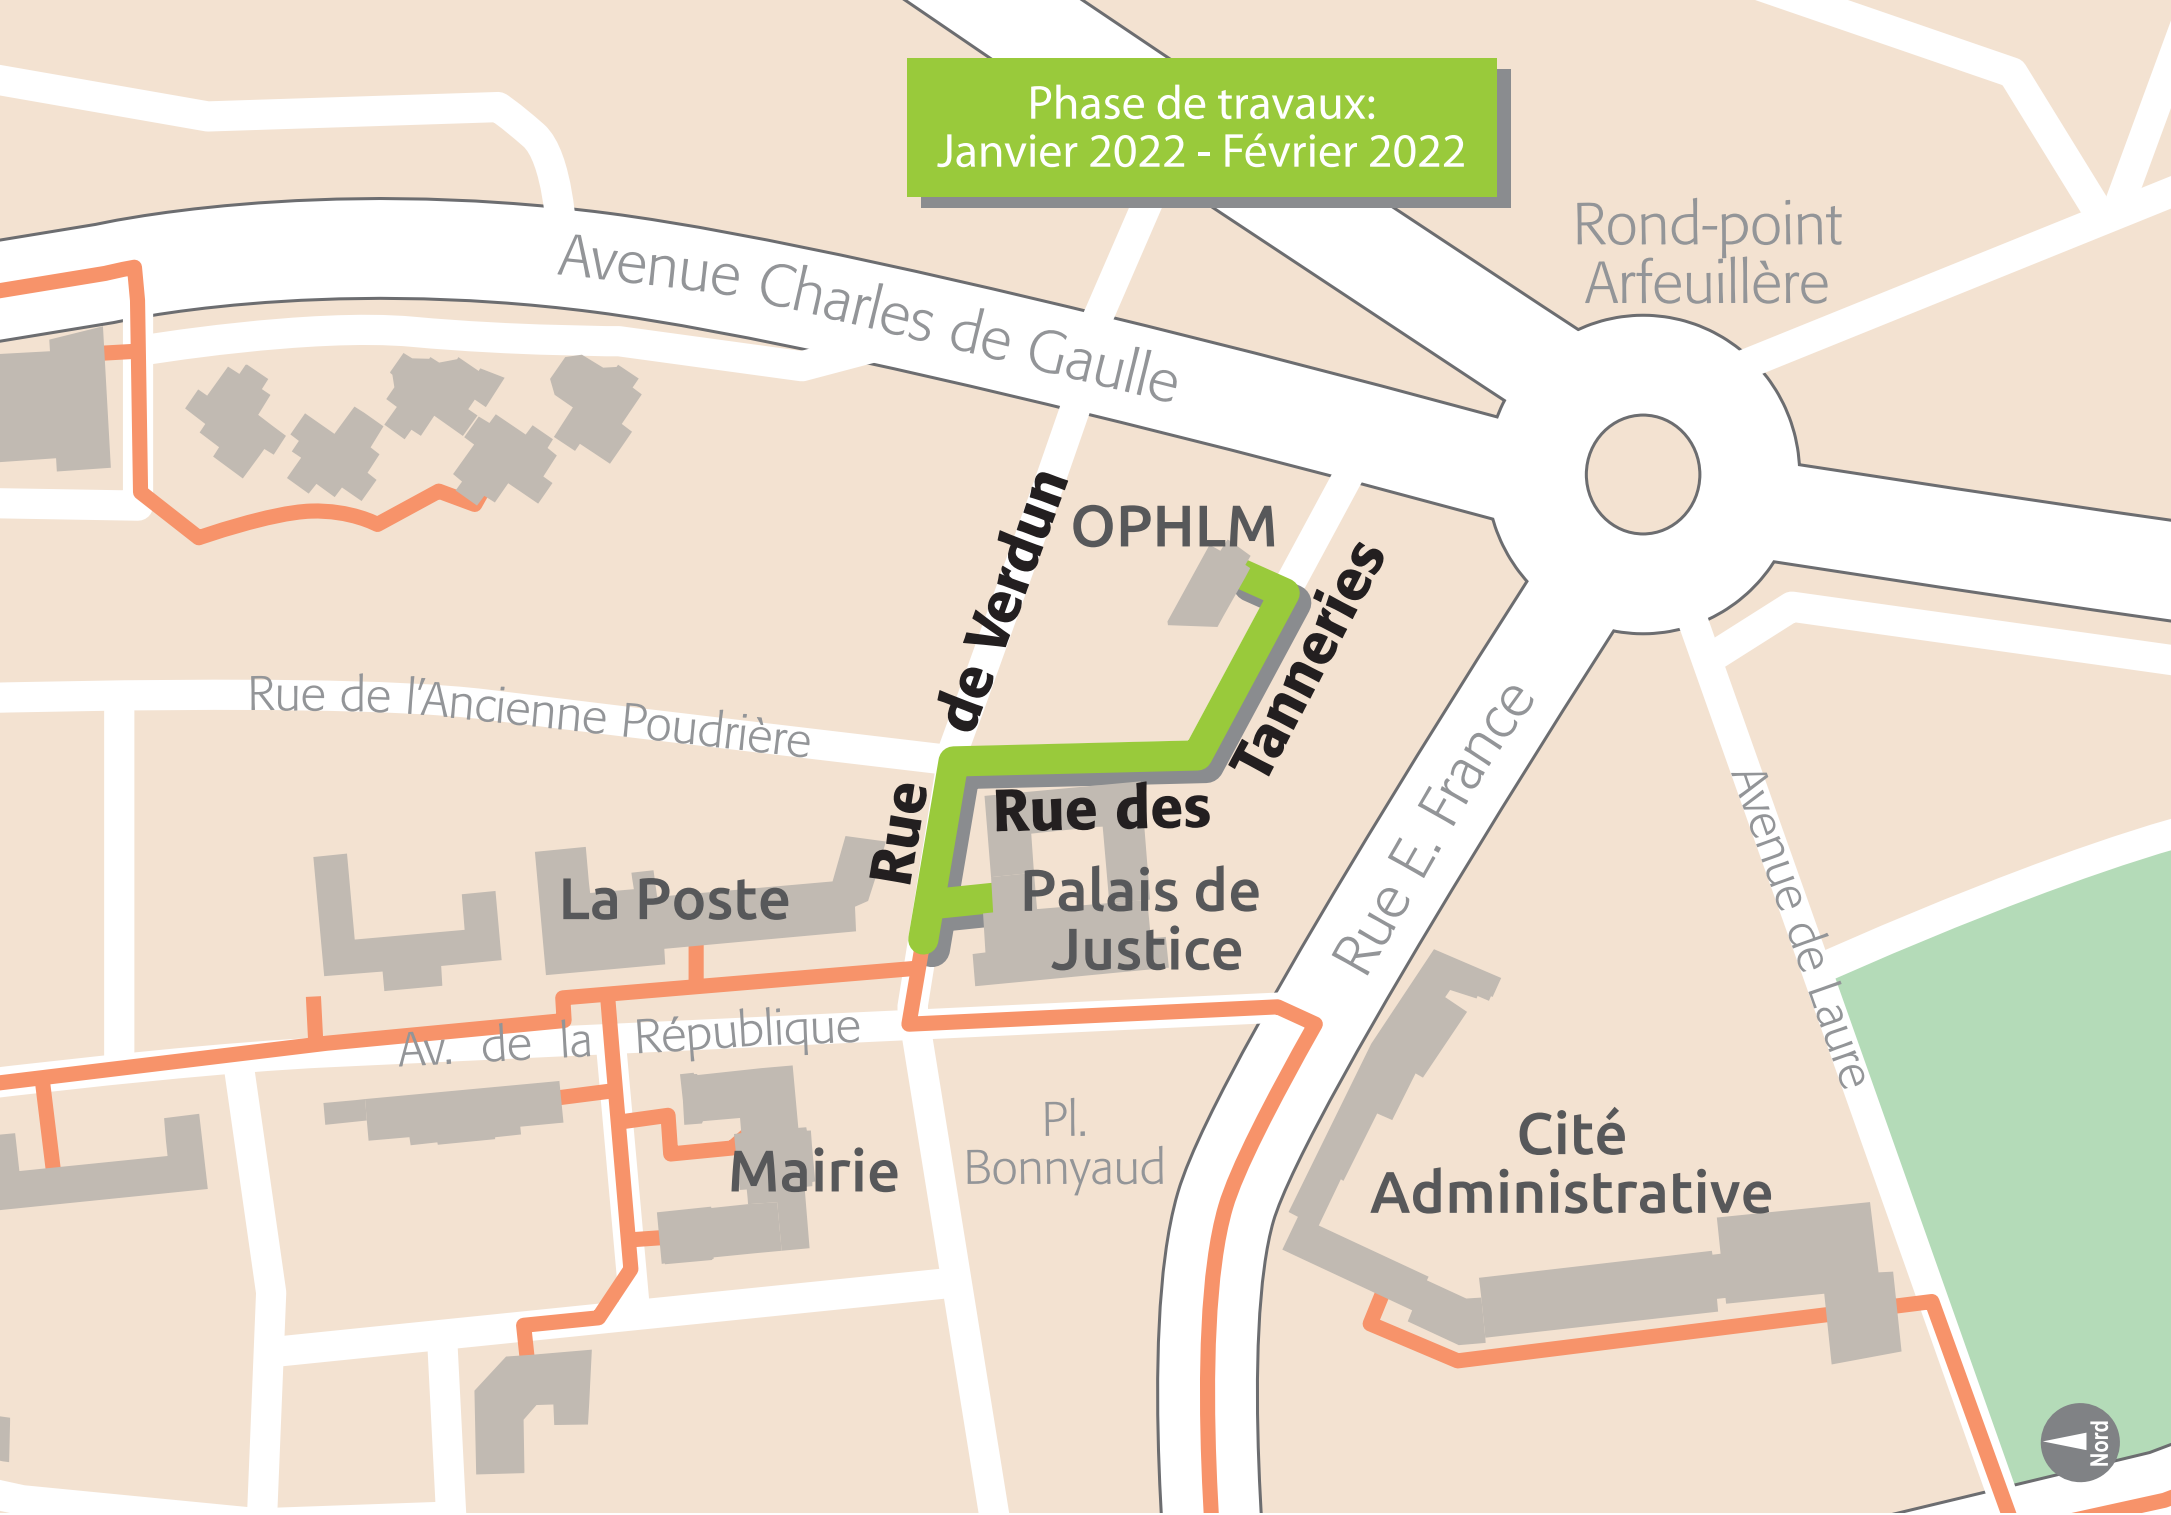 Phase de travaux:
Janvier 2022 - Février 2022
Rond-point
Arfeuillère
Avenue Charles de Gaulle
OPHLM
Rue de Verdun
Rue des Tanneries
Rue de l'Ancienne Poudrière
Rue E. France
Avenue de Laure
La Poste
Palais de
Justice
Av. de la République
Pl.
Bonnyaud
Mairie
Cité
Administrative
Nord